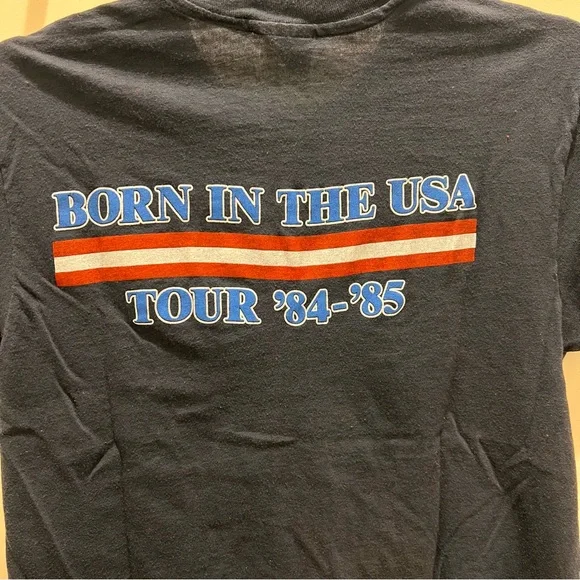 BORN IN THE USA
TOUR '84-'85